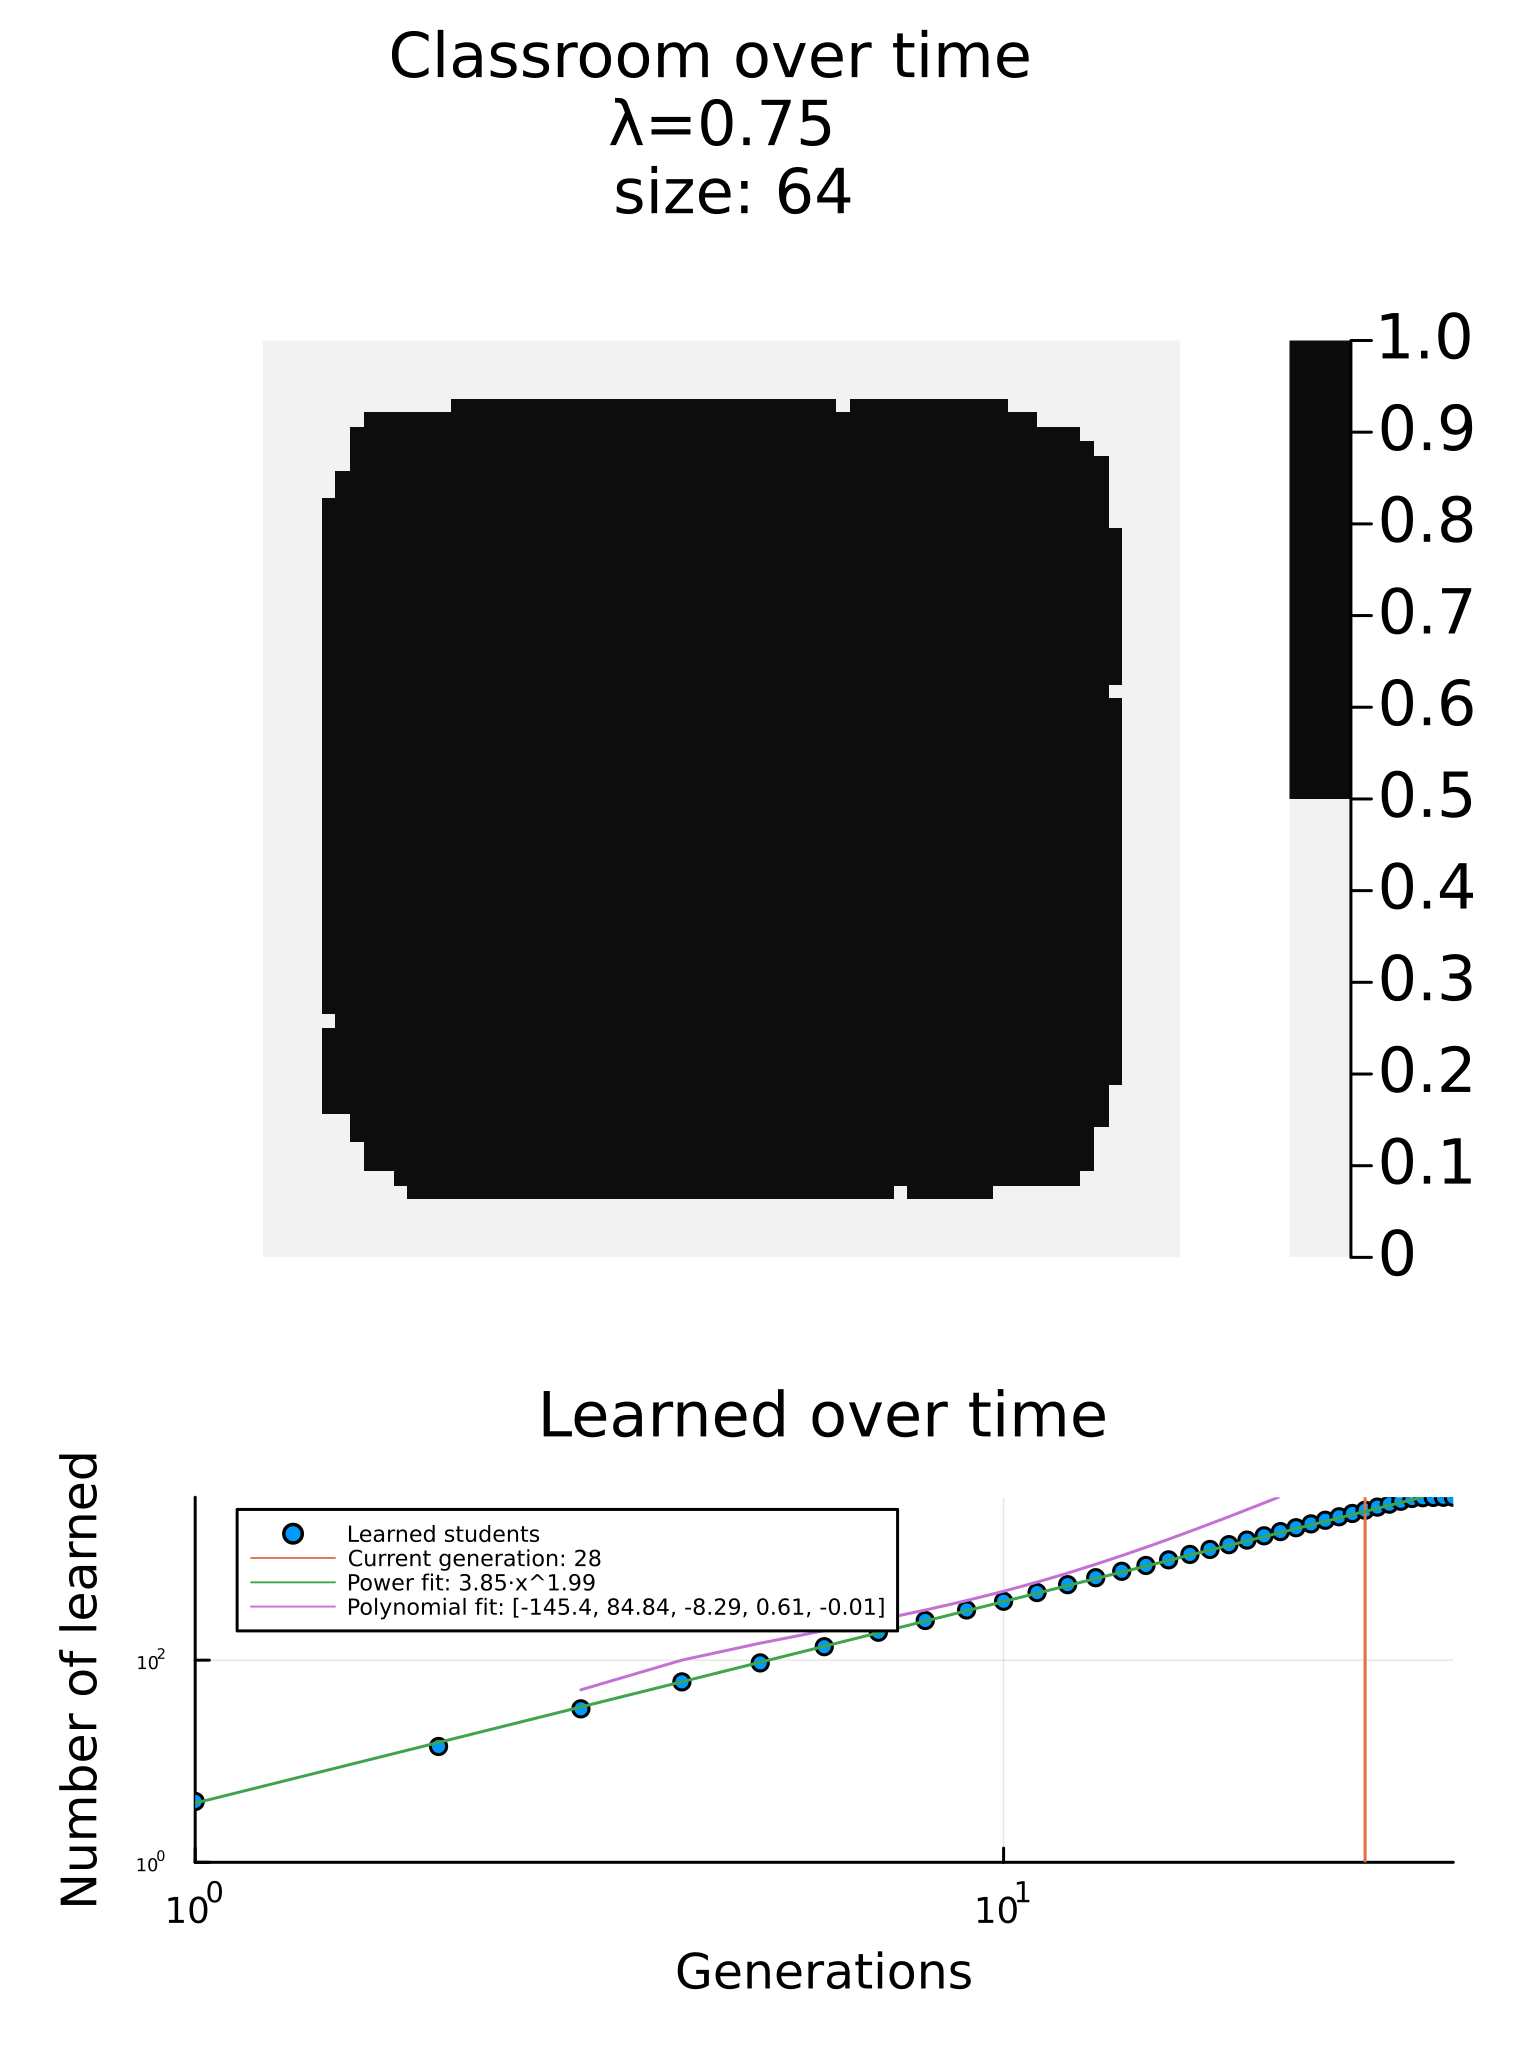 Classroom over time
λ=0.75
size: 64
1.0
0.9
0.8
0.7
0.6
0.5
0.4
0.3
0.2
0.1
0
Learned over time
Number of learned
Learned students
Current generation: 28
Power fit: 3.85·x^1.99
Polynomial fit: [-145.4, 84.84, -8.29, 0.61, -0.01]
10²
10⁰
10⁰
10¹
Generations